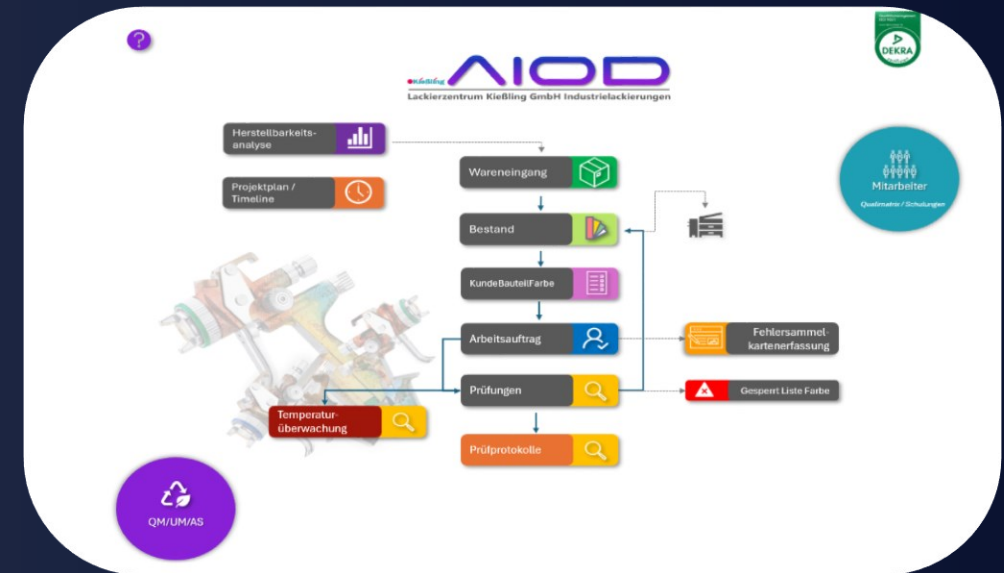 ?
DEKRA
Kießling
AIOD
Lackierzentrum Kießling GmbH Industrielackierungen
Herstellbarkeits-
analyse
Projektplan /
Timeline
Wareneingang
Mitarbeiter
Qualimatrix / Schulungen
Bestand
KundeBauteilFarbe
Arbeitsauftrag
Fehlersammel-
kartenerfassung
Prüfungen
Gesperrt Liste Farbe
Temperatur-
überwachung
Prüfprotokolle
QM/UM/AS